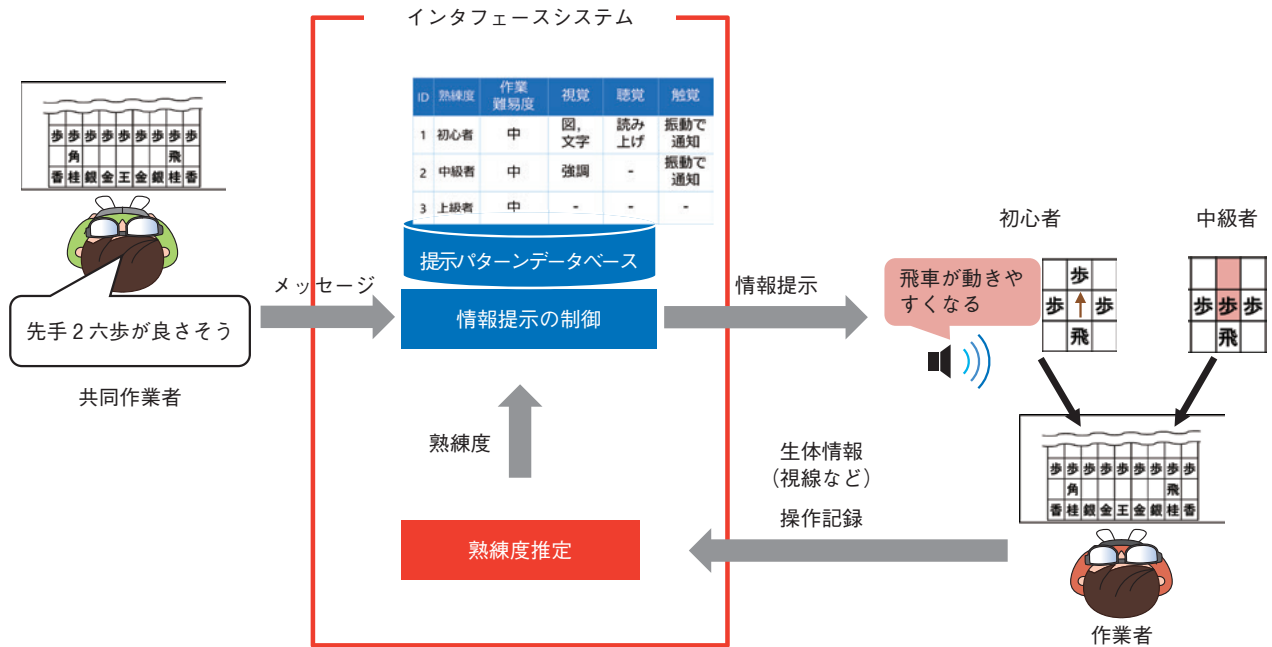 インタフェースシステム
ID 熟練度 作業難易度 視覚 聴覚 触覚
1 初心者 中 図，文字 読み上げ 振動で通知
2 中級者 中 強調 - 振動で通知
3 上級者 中 - - -
提示パターンデータベース
情報提示の制御
熟練度
熟練度推定
歩歩歩歩歩歩歩歩歩
角 飛
香桂銀金王金銀桂香
先手２六歩が良さそう
共同作業者
メッセージ
情報提示
初心者
飛車が動きや
すくなる
歩
歩 歩
飛
中級者
歩歩歩
飛
生体情報
（視線など）
操作記録
歩歩歩歩歩歩歩歩歩
角 飛
香桂銀金王金銀桂香
作業者